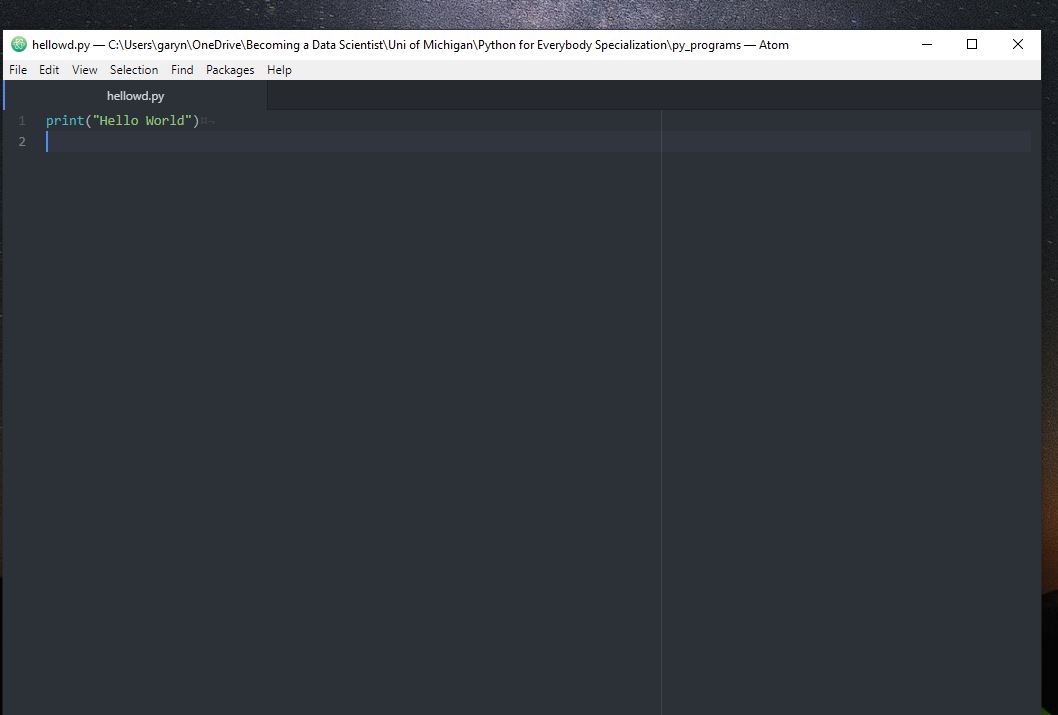 hellowd.py — C:\Users\garyn\OneDrive\Becoming a Data Scientist\Uni of Michigan\Python for Everybody Specialization\py_programs — Atom
File Edit View Selection Find Packages Help
hellowd.py
1 print("Hello World")¤¬
2